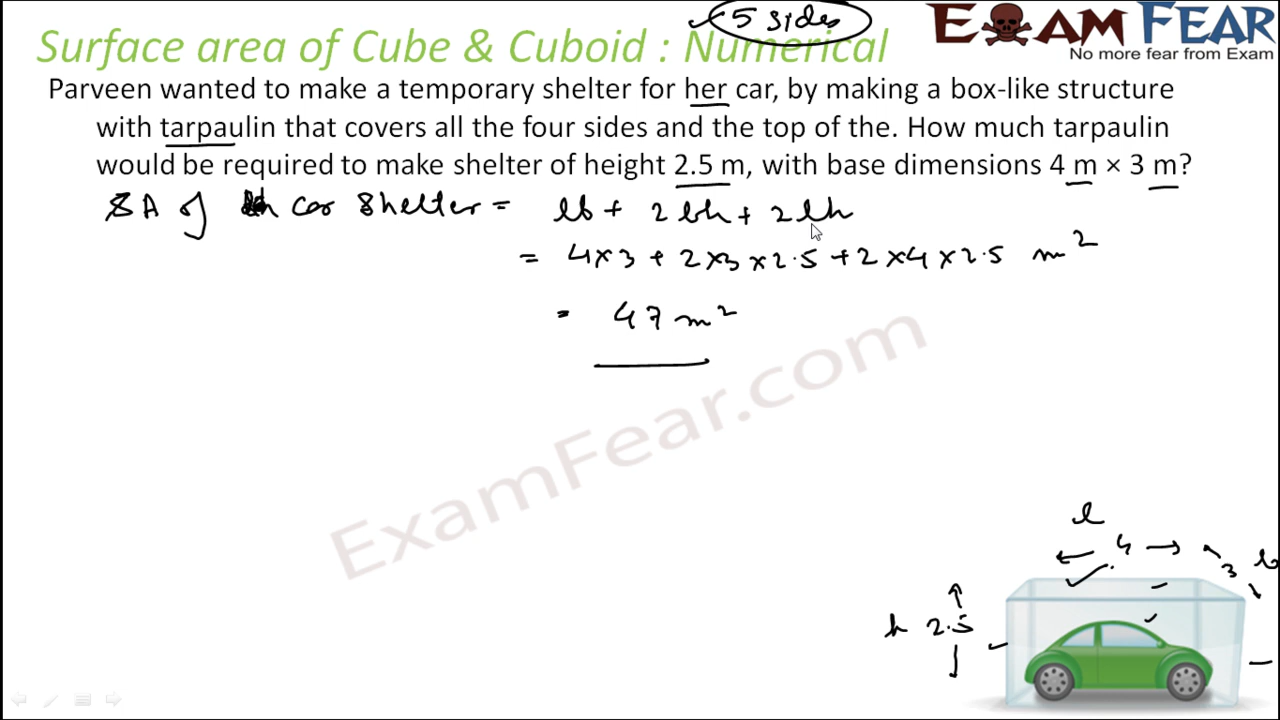 5 sides
EXAM FEAR
No more fear from Exam
Surface area of Cube & Cuboid : Numerical
Parveen wanted to make a temporary shelter for her car, by making a box-like structure
with tarpaulin that covers all the four sides and the top of the. How much tarpaulin
would be required to make shelter of height 2.5 m, with base dimensions 4 m × 3 m?
SA of car shelter = lb + 2bh + 2lh
= 4×3 + 2×3×2.5 + 2×4×2.5 m²
= 47 m²
ExamFear.com
l
4
3 b
h 2.5